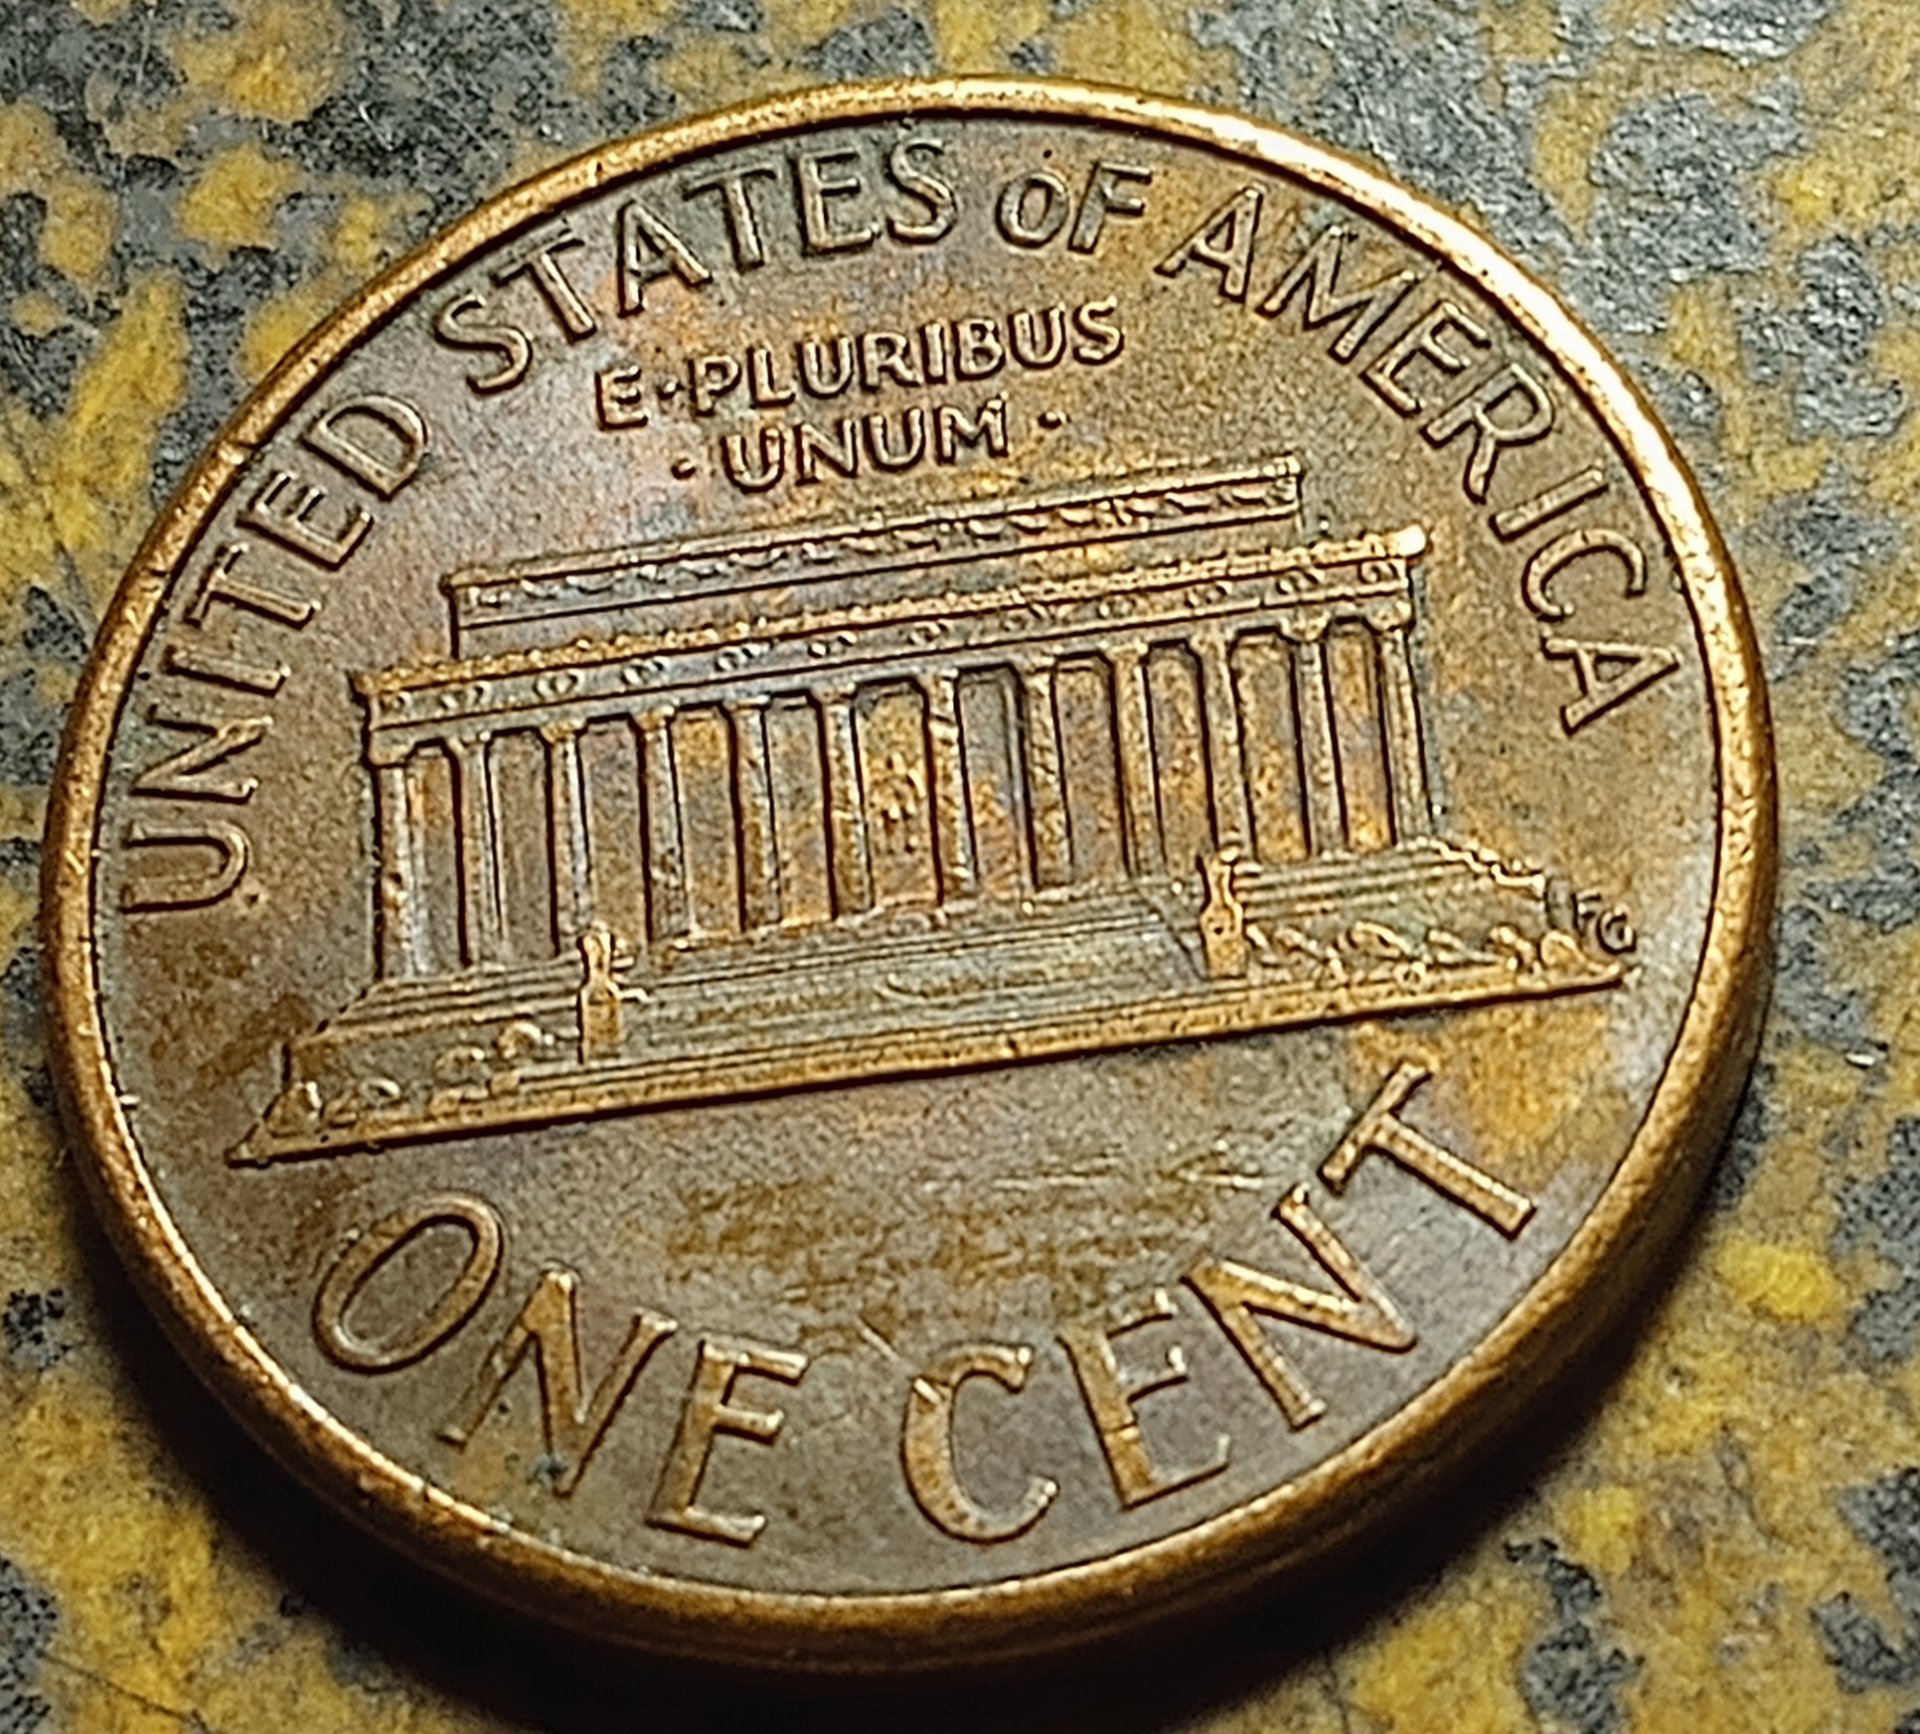 UNITED STATES OF AMERICA
E·PLURIBUS
·UNUM·
FG
ONE CENT